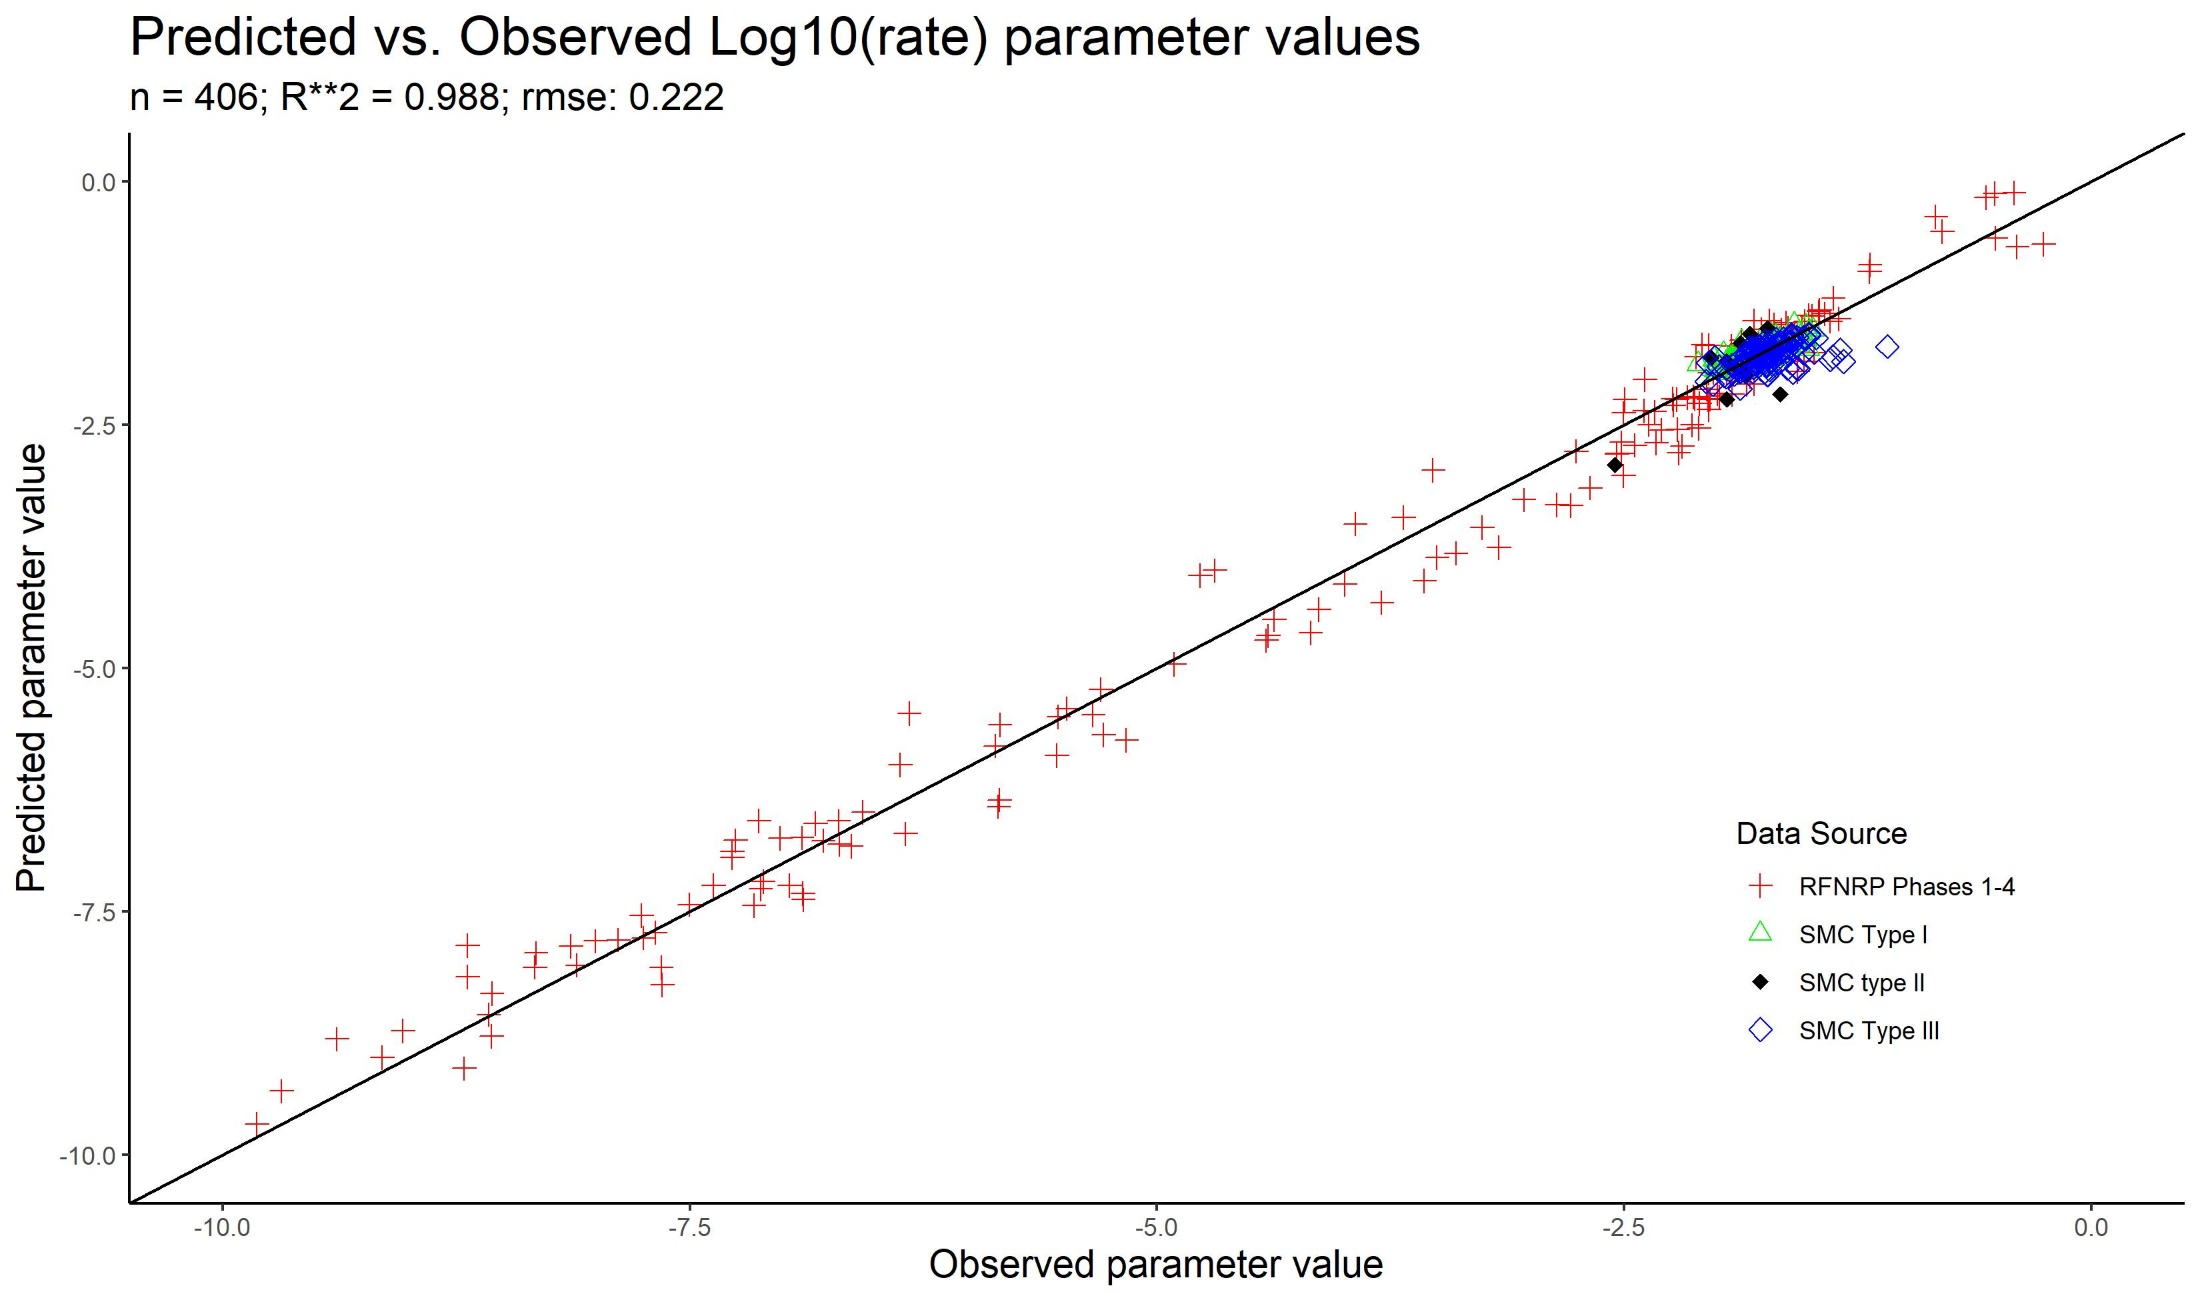 Predicted vs. Observed Log10(rate) parameter values
n = 406; R**2 = 0.988; rmse: 0.222
Predicted parameter value
0.0
-2.5
-5.0
-7.5
-10.0
Data Source
RFNRP Phases 1-4
SMC Type I
SMC type II
SMC Type III
-10.0
-7.5
-5.0
-2.5
0.0
Observed parameter value